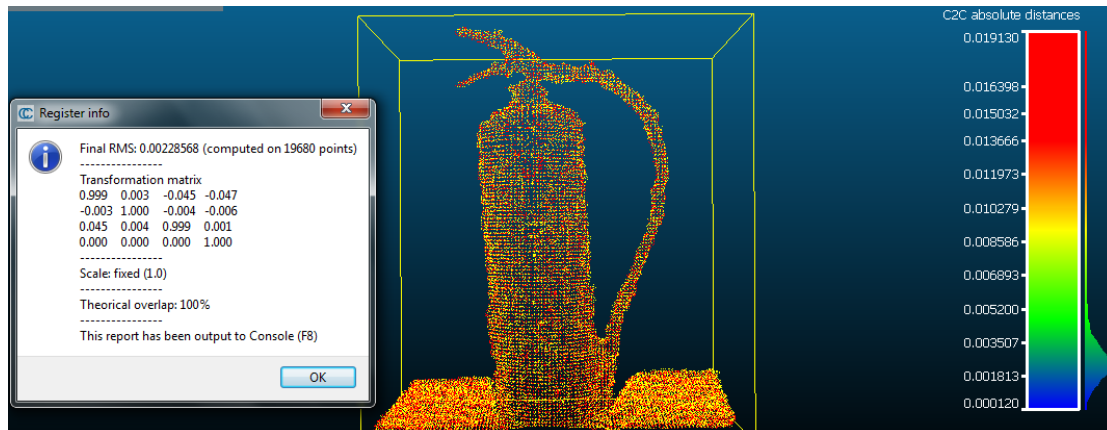 C2C absolute distances
0.019130
0.016398
0.015032
0.013666
0.011973
0.010279
0.008586
0.006893
0.005200
0.003507
0.001813
0.000120
Register info
Final RMS: 0.00228568 (computed on 19680 points)
----------------
Transformation matrix
0.999 0.003 -0.045 -0.047
-0.003 1.000 -0.004 -0.006
0.045 0.004 0.999 0.001
0.000 0.000 0.000 1.000
----------------
Scale: fixed (1.0)
----------------
Theorical overlap: 100%
----------------
This report has been output to Console (F8)
OK